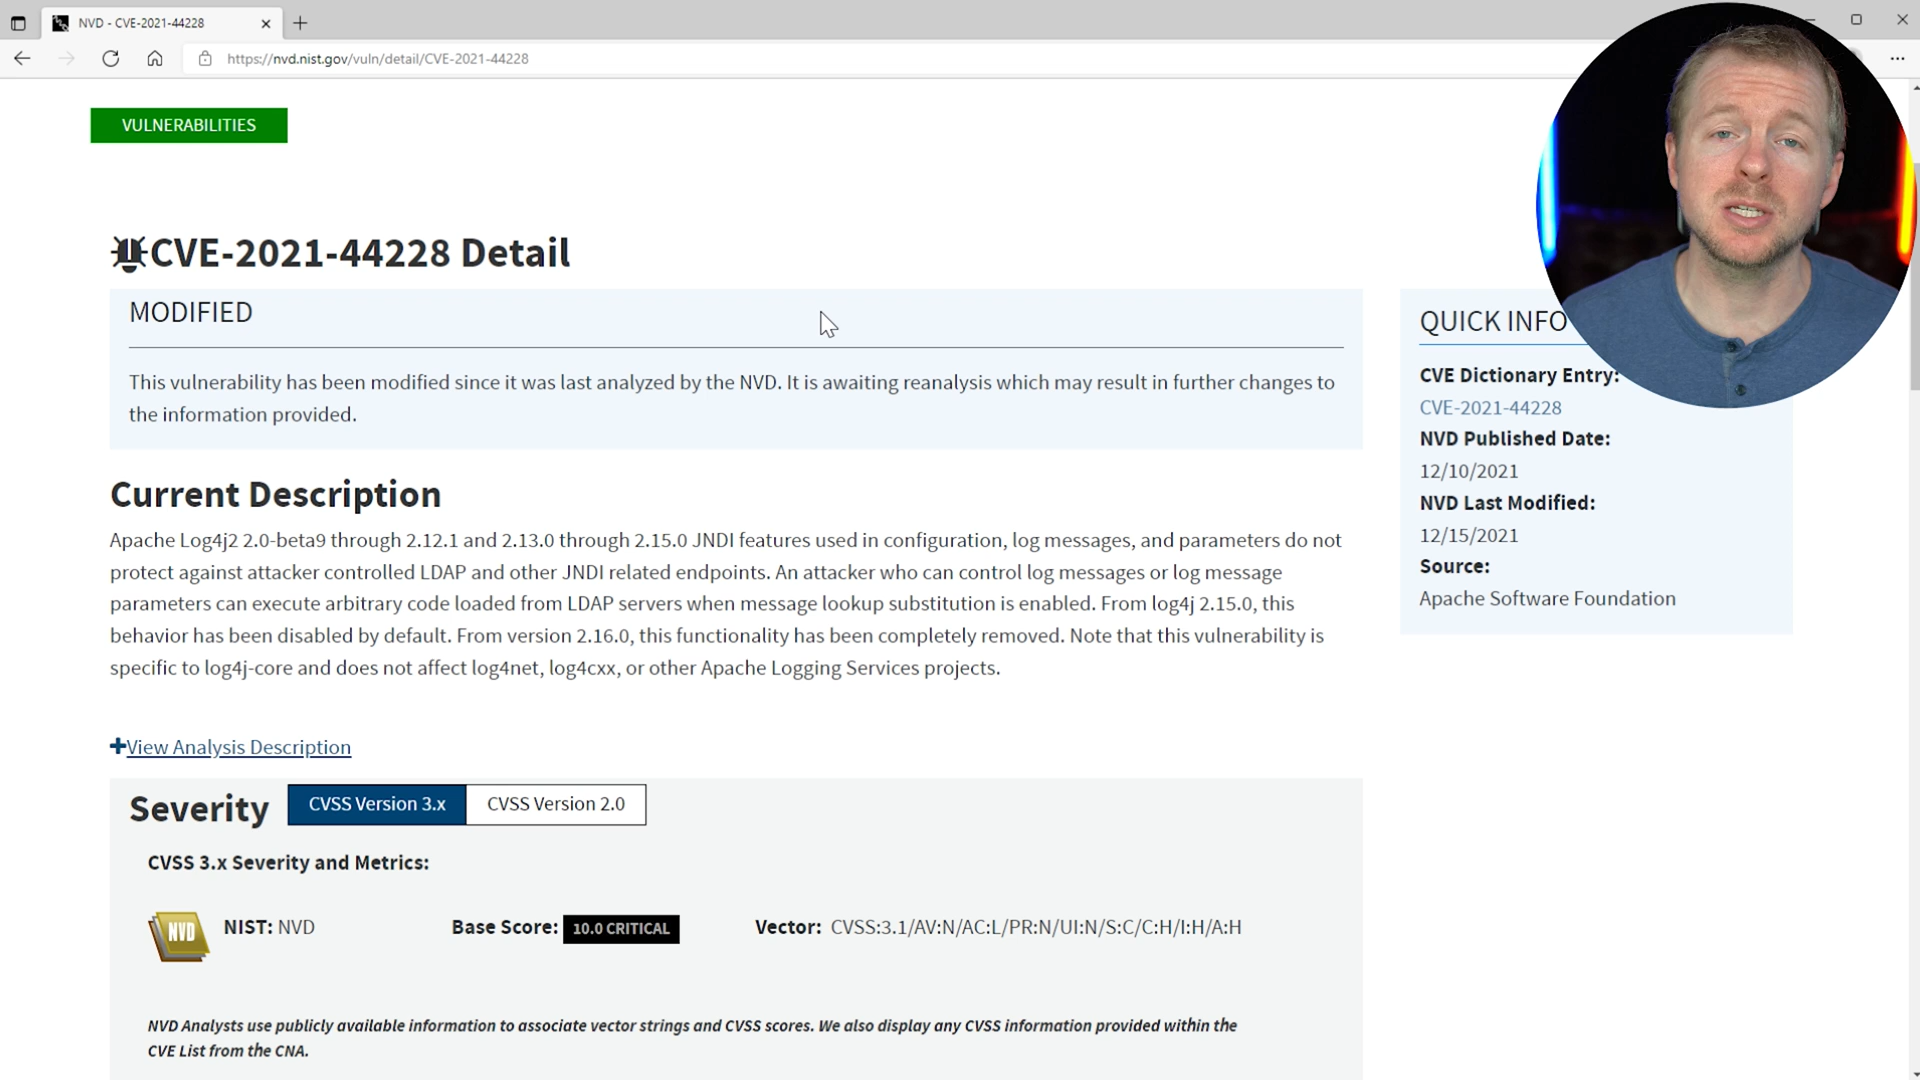 NVD - CVE-2021-44228
https://nvd.nist.gov/vuln/detail/CVE-2021-44228
VULNERABILITIES
CVE-2021-44228 Detail
MODIFIED
This vulnerability has been modified since it was last analyzed by the NVD. It is awaiting reanalysis which may result in further changes to
the information provided.
Current Description
Apache Log4j2 2.0-beta9 through 2.12.1 and 2.13.0 through 2.15.0 JNDI features used in configuration, log messages, and parameters do not
protect against attacker controlled LDAP and other JNDI related endpoints. An attacker who can control log messages or log message
parameters can execute arbitrary code loaded from LDAP servers when message lookup substitution is enabled. From log4j 2.15.0, this
behavior has been disabled by default. From version 2.16.0, this functionality has been completely removed. Note that this vulnerability is
specific to log4j-core and does not affect log4net, log4cxx, or other Apache Logging Services projects.
View Analysis Description
Severity
CVSS Version 3.x
CVSS Version 2.0
CVSS 3.x Severity and Metrics:
NVD
NIST: NVD
Base Score: 10.0 CRITICAL
Vector: CVSS:3.1/AV:N/AC:L/PR:N/UI:N/S:C/C:H/I:H/A:H
NVD Analysts use publicly available information to associate vector strings and CVSS scores. We also display any CVSS information provided within the
CVE List from the CNA.
QUICK INFO
CVE Dictionary Entry:
CVE-2021-44228
NVD Published Date:
12/10/2021
NVD Last Modified:
12/15/2021
Source:
Apache Software Foundation